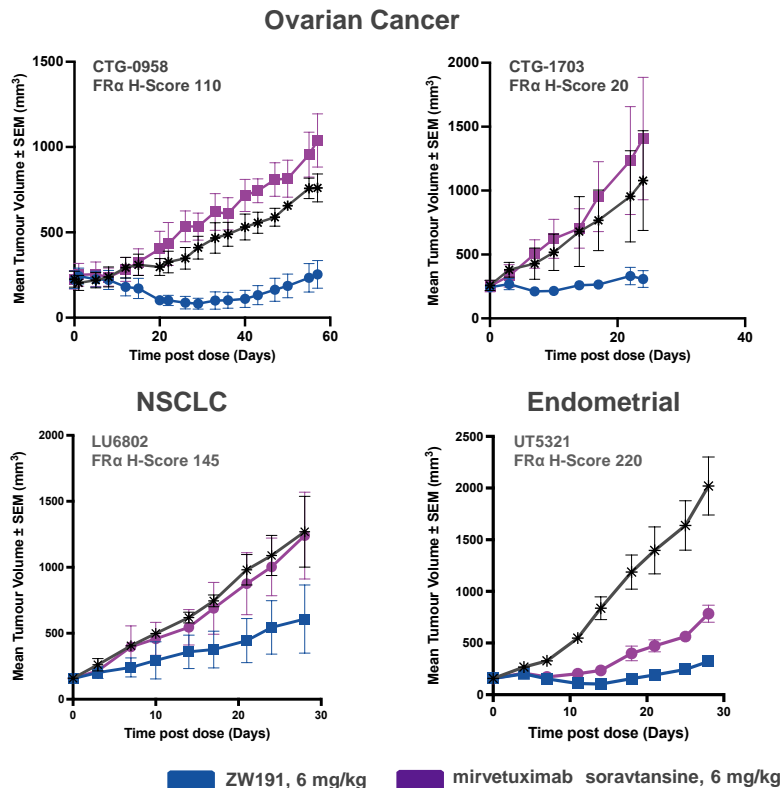 Ovarian Cancer
CTG-0958
FRα H-Score 110
Mean Tumour Volume ± SEM (mm³)
1500
1000
500
0
0
20
40
60
Time post dose (Days)
CTG-1703
FRα H-Score 20
Mean Tumour Volume ± SEM (mm³)
2000
1500
1000
500
0
0
20
40
Time post dose (Days)
NSCLC
LU6802
FRα H-Score 145
Mean Tumour Volume ± SEM (mm³)
2000
1500
1000
500
0
0
10
20
30
Time post dose (Days)
Endometrial
UT5321
FRα H-Score 220
Mean Tumour Volume ± SEM (mm³)
2500
2000
1500
1000
500
0
0
10
20
30
Time post dose (Days)
ZW191, 6 mg/kg
mirvetuximab soravtansine, 6 mg/kg